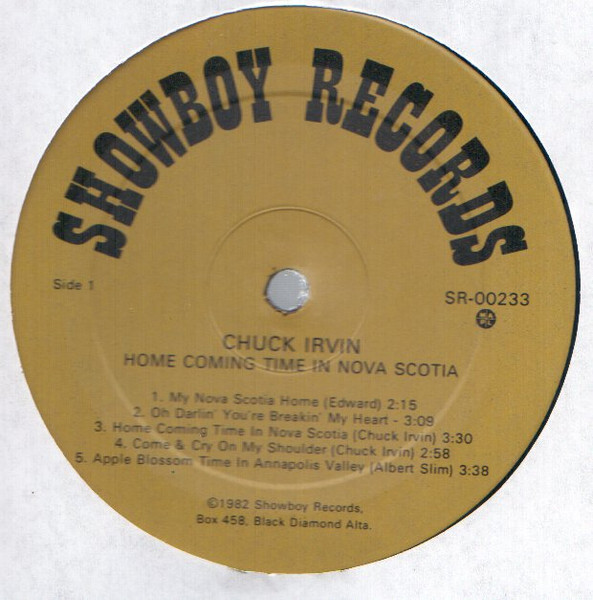 SHOWBOY RECORDS
Side 1
SR-00233
CHUCK IRVIN
HOME COMING TIME IN NOVA SCOTIA
1. My Nova Scotia Home (Edward) 2:15
2. Oh Darlin' You're Breakin' My Heart - 3:09
3. Home Coming Time In Nova Scotia (Chuck Irvin) 3:30
4. Come & Cry On My Shoulder (Chuck Irvin) 2:58
5. Apple Blossom Time In Annapolis Valley (Albert Slim) 3:38
©1982 Showboy Records,
Box 458, Black Diamond Alta.